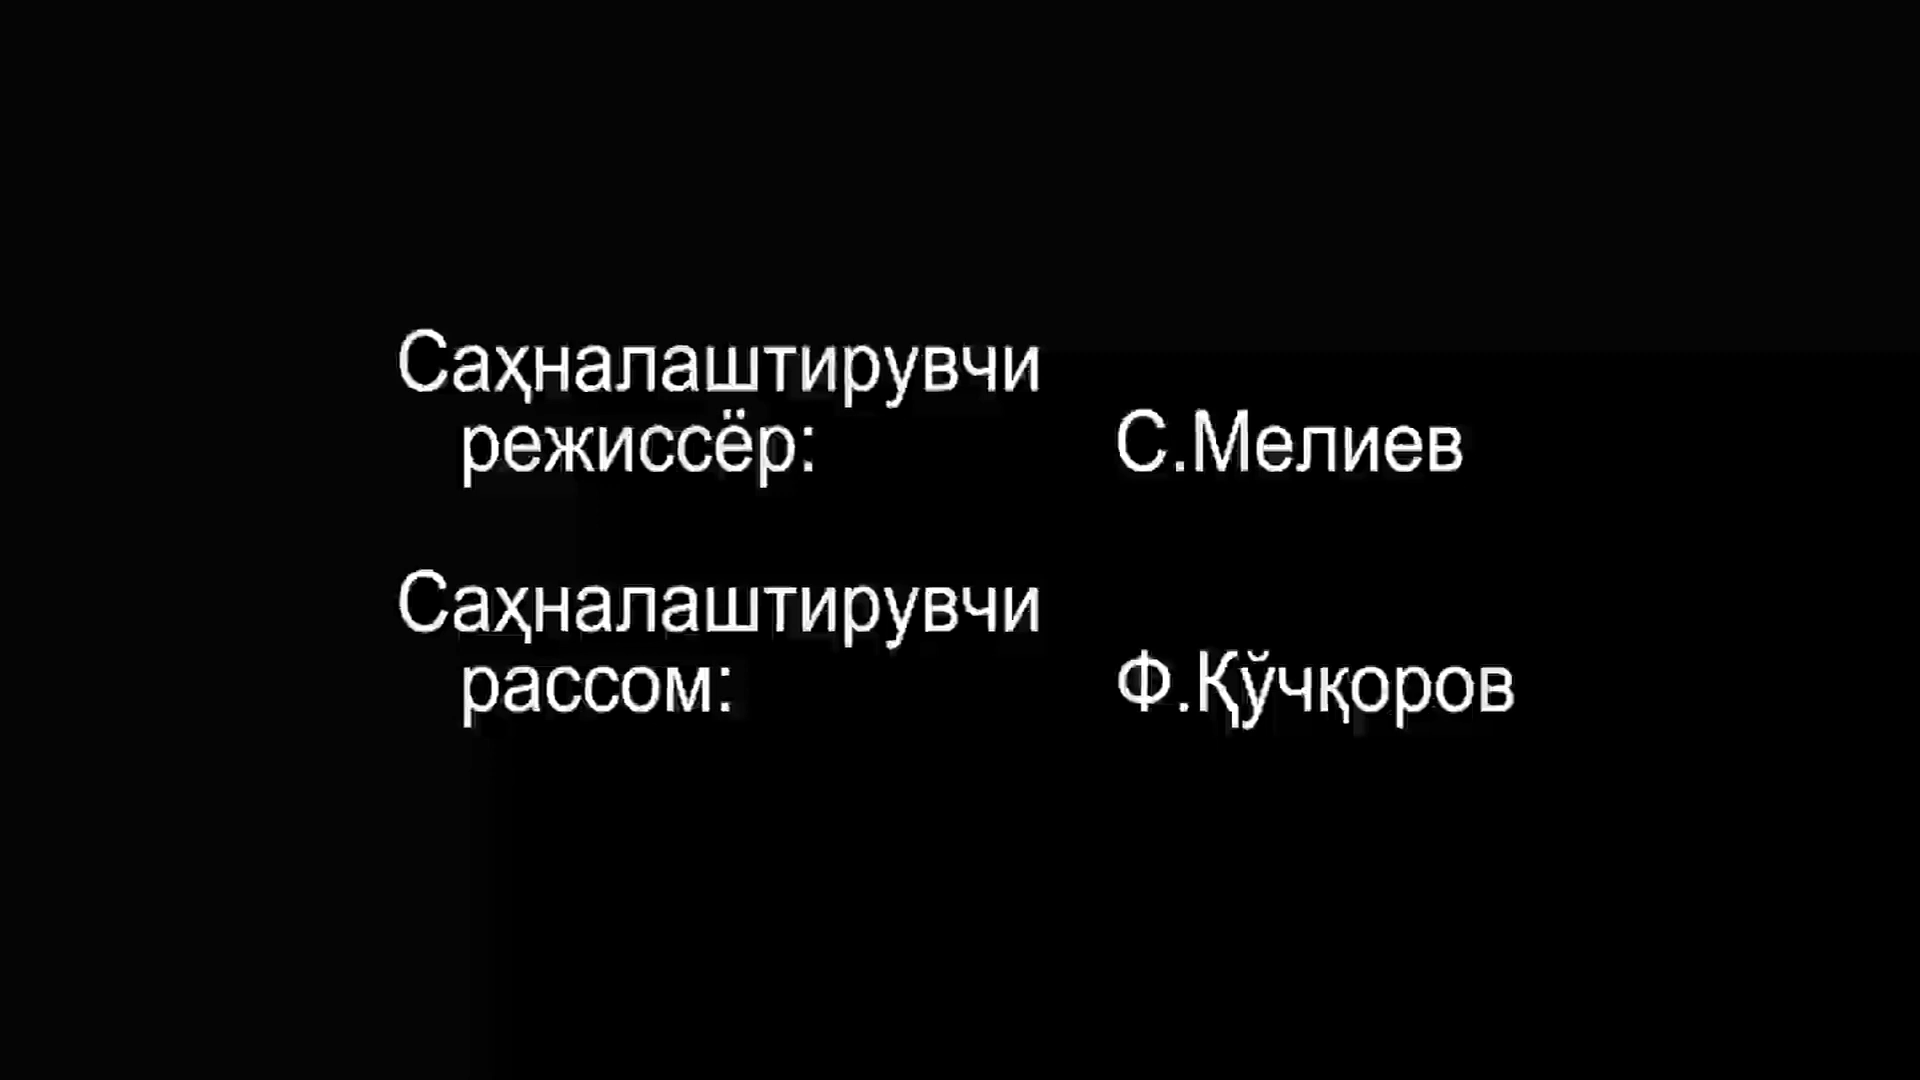 Саҳналаштирувчи
режиссёр: С.Мелиев
Саҳналаштирувчи
рассом: Ф.Қўчқоров